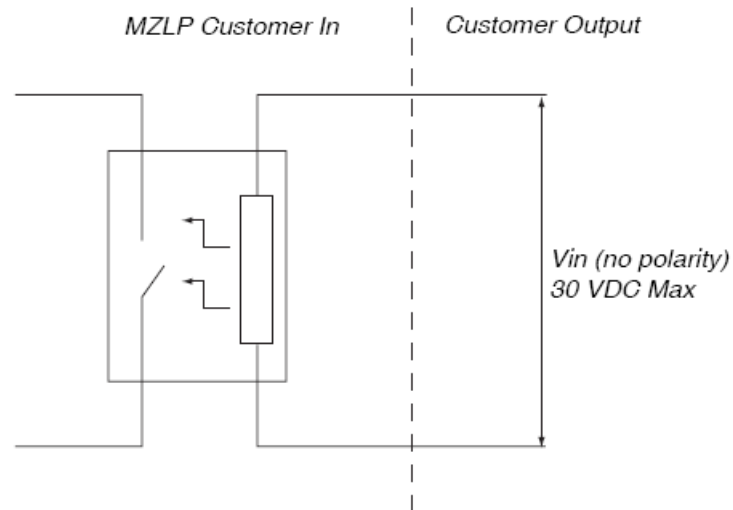 MZLP Customer In
Customer Output
Vin (no polarity)
30 VDC Max